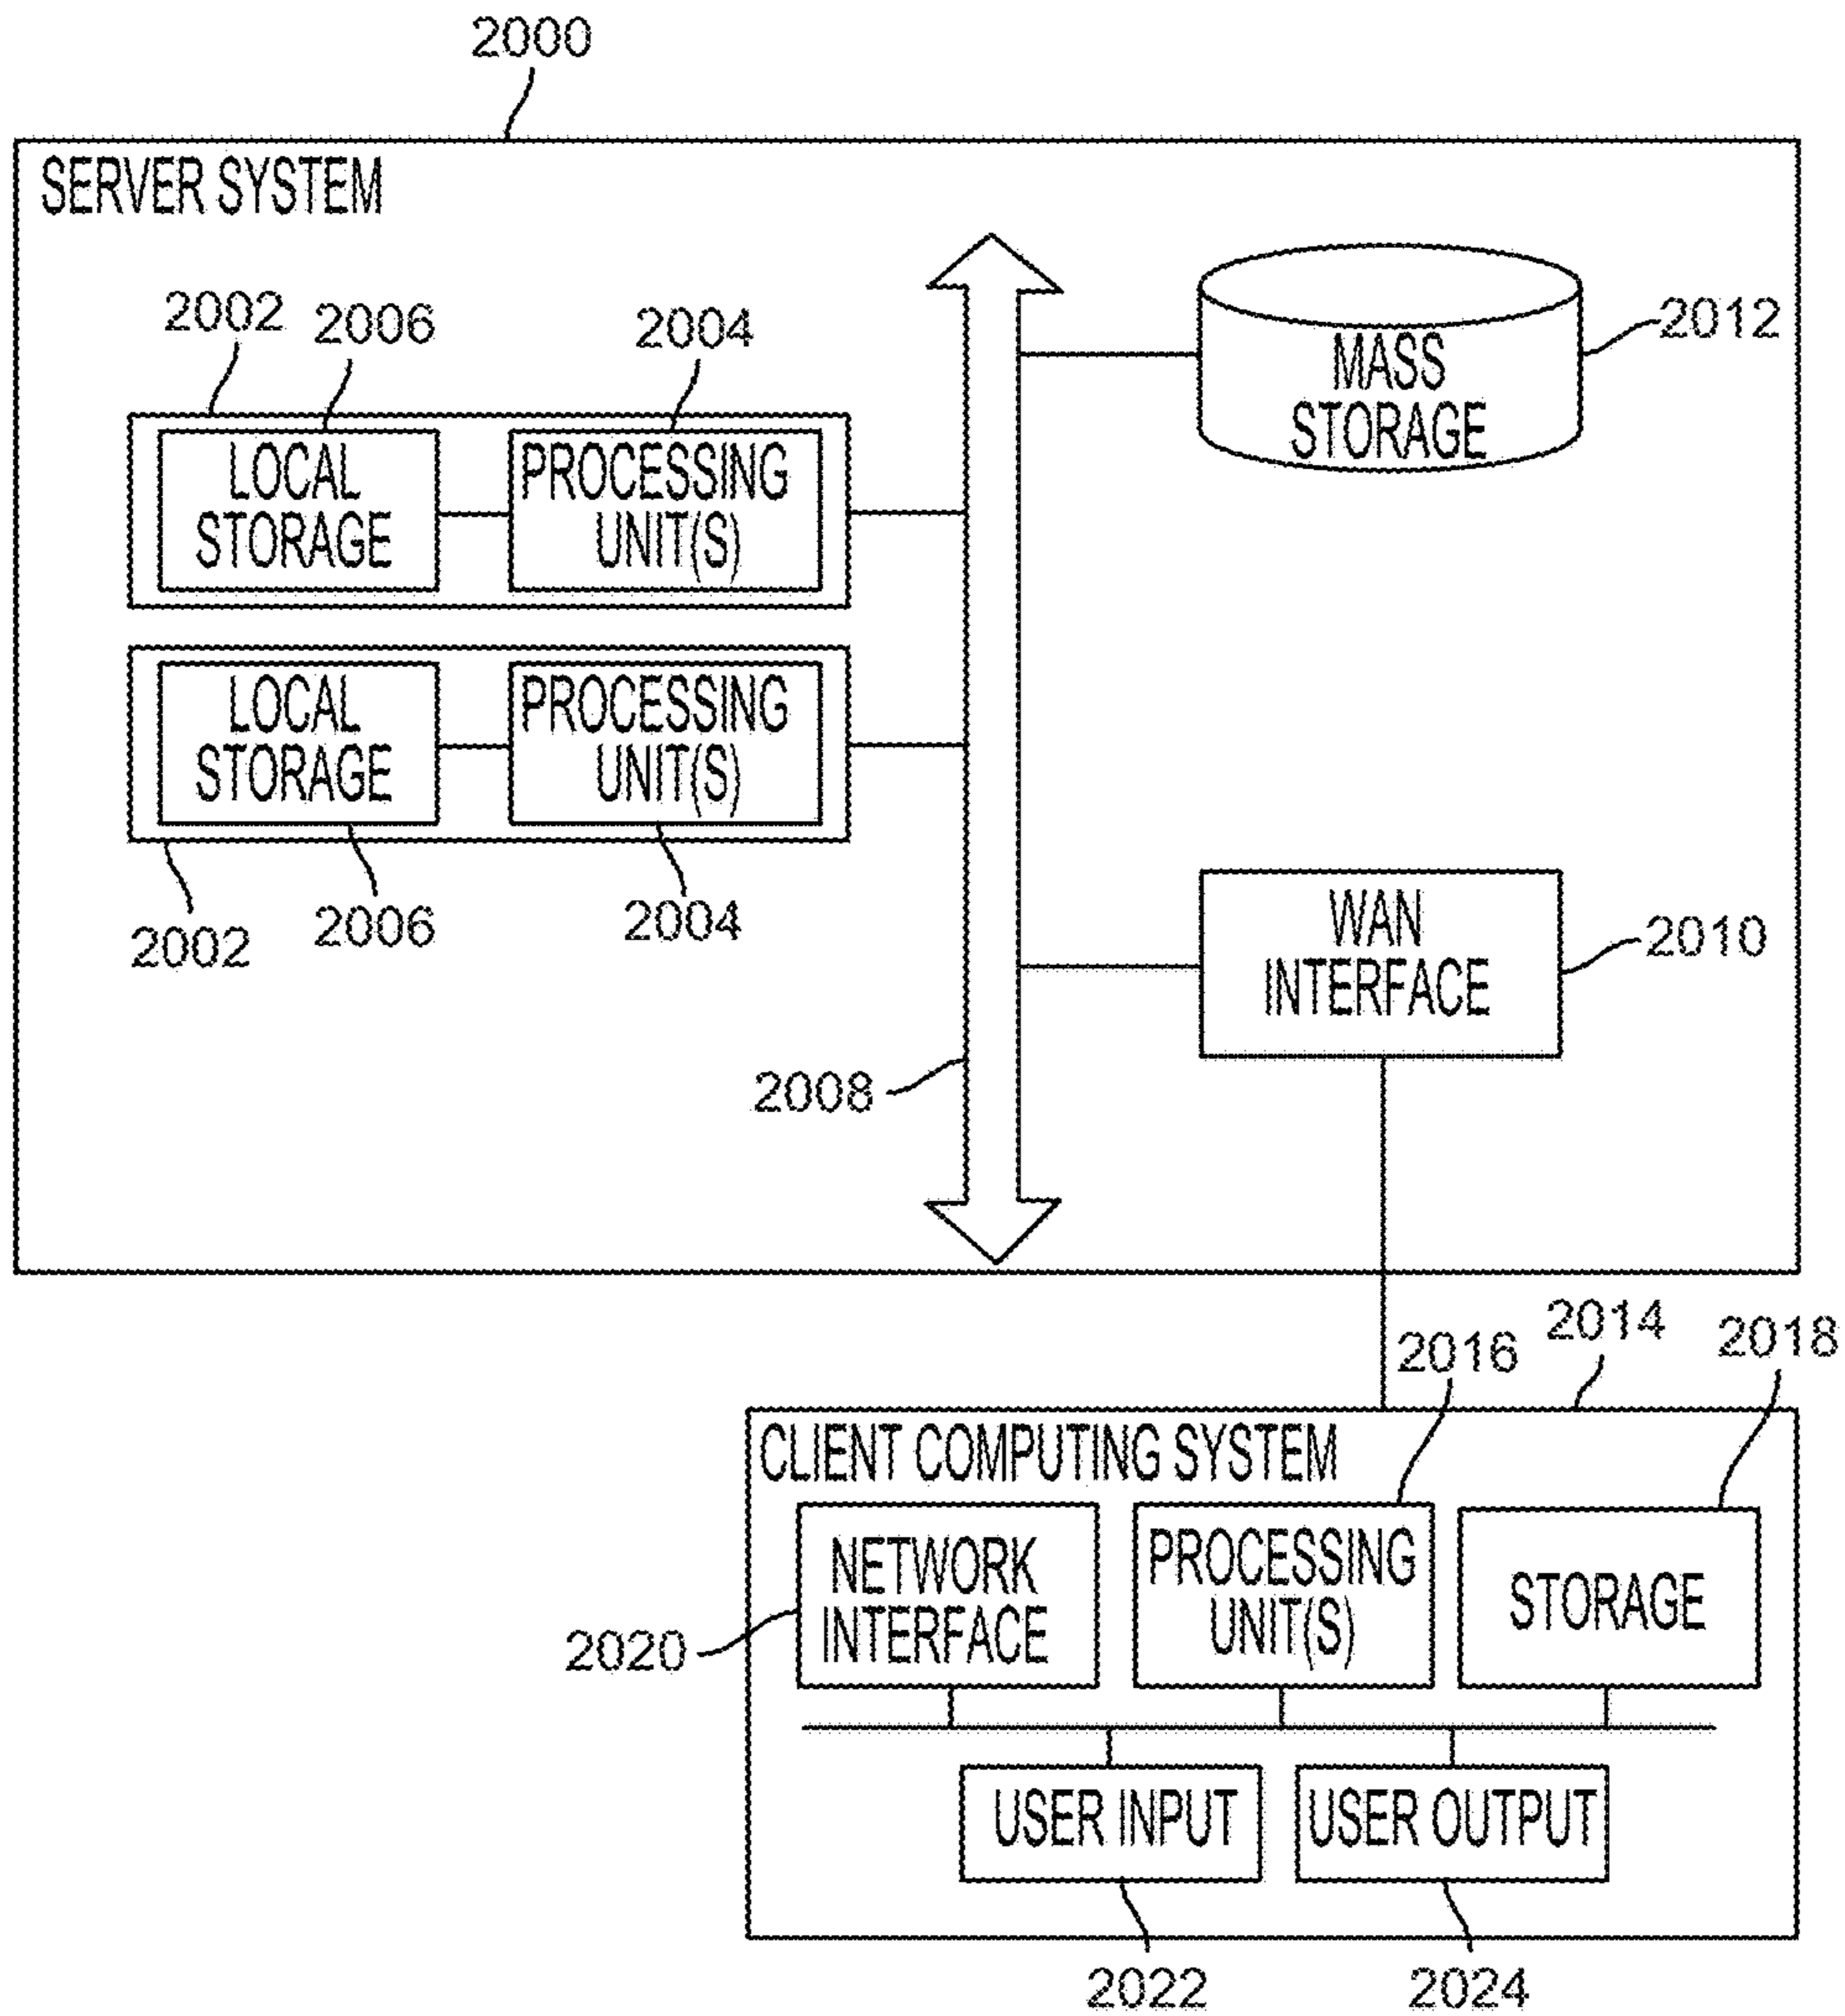 2000
SERVER SYSTEM
2002
2006
2004
2012
MASS
STORAGE
LOCAL
STORAGE
PROCESSING
UNIT(S)
LOCAL
STORAGE
PROCESSING
UNIT(S)
2002
2006
2004
WAN
INTERFACE
2010
2008
2016
2014
2018
CLIENT COMPUTING SYSTEM
NETWORK
INTERFACE
PROCESSING
UNIT(S)
STORAGE
2020
USER INPUT
USER OUTPUT
2022
2024